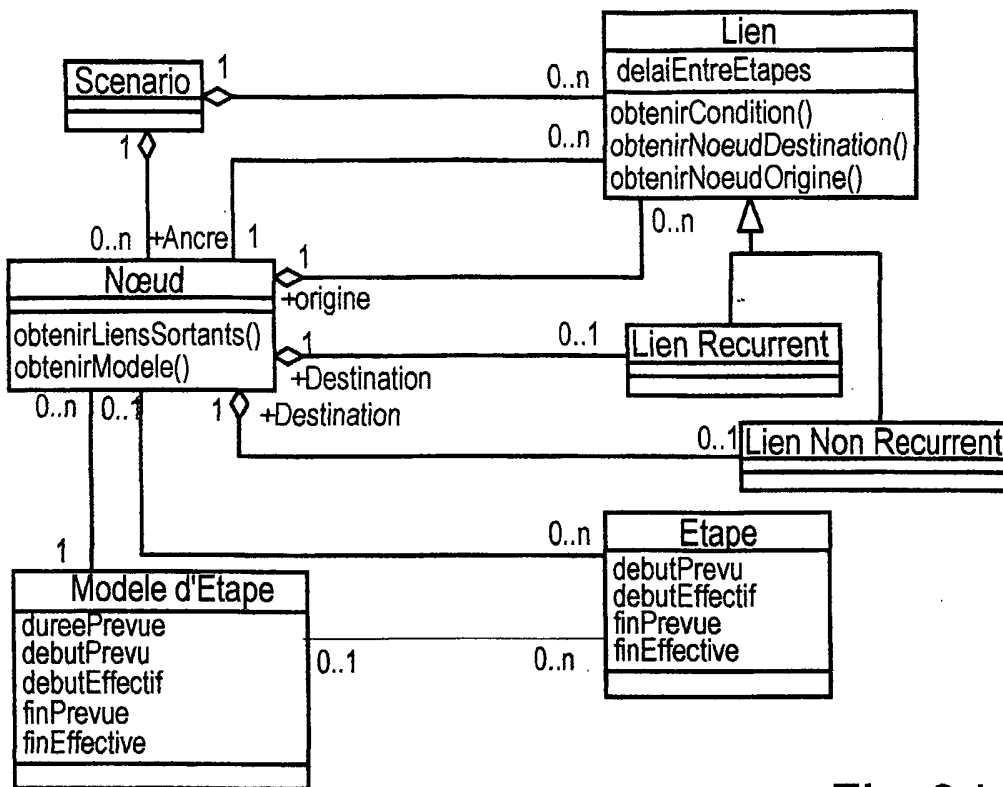 Lien
delaiEntreEtapes
obtenirCondition()
obtenirNoeudDestination()
obtenirNoeudOrigine()
Scenario
1
0..n
1
0..n
0..n
0..n
+Ancre
1
Nœud
obtenirLiensSortants()
obtenirModele()
1
+origine
1
+Destination
0..1
Lien Recurrent
0..n
0..1
1
+Destination
0..1
Lien Non Recurrent
1
0..n
Etape
debutPrevu
debutEffectif
finPrevue
finEffective
Modele d'Etape
dureePrevue
debutPrevu
debutEffectif
finPrevue
finEffective
0..1
0..n